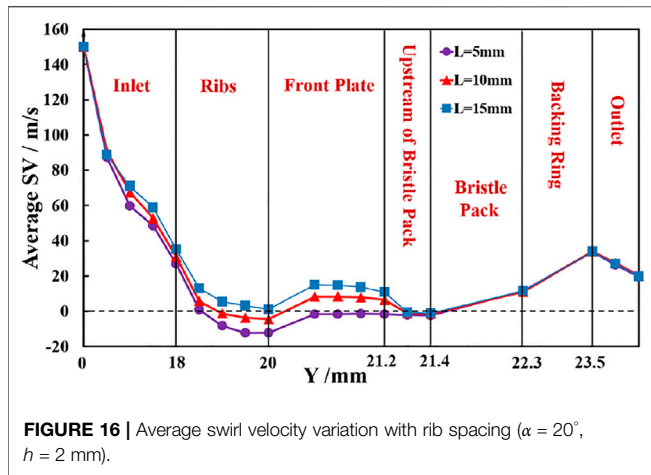 160
140
120
100
80
60
40
20
0
-20
Average SV / m/s
Inlet
Ribs
Front Plate
Upstream of Bristle Pack
Bristle
Pack
Backing Ring
Outlet
L=5mm
L=10mm
L=15mm
0 18 20 21.2 21.4 22.3 23.5
Y /mm
FIGURE 16 | Average swirl velocity variation with rib spacing (α = 20°,
h = 2 mm).